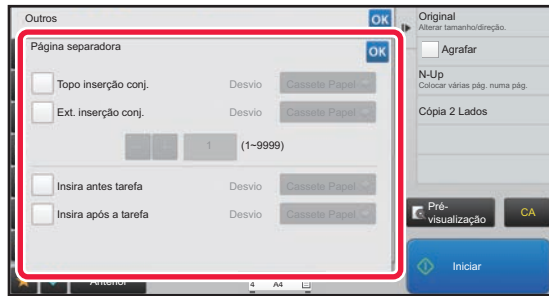 Outros
OK
Página separadora
OK
Topo inserção conj.
Desvio
Cassete Papel
Ext. inserção conj.
Desvio
Cassete Papel
1
(1~9999)
Insira antes tarefa
Desvio
Cassete Papel
Insira após a tarefa
Desvio
Cassete Papel
Anterior
4 A4
Original
Alterar tamanho/direção.
Agrafar
N-Up
Colocar várias pág. numa pág.
Cópia 2 Lados
Pré-
visualização
CA
Iniciar